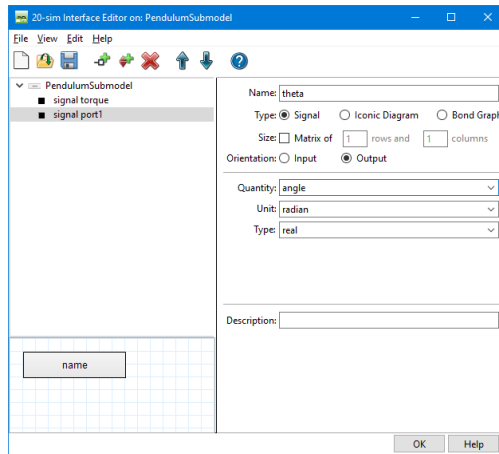 20-sim Interface Editor on: PendulumSubmodel
File View Edit Help
PendulumSubmodel
signal torque
signal port1
Name: theta
Type: Signal Iconic Diagram Bond Graph
Size: Matrix of 1 rows and 1 columns
Orientation: Input Output
Quantity: angle
Unit: radian
Type: real
Description:
name
OK Help